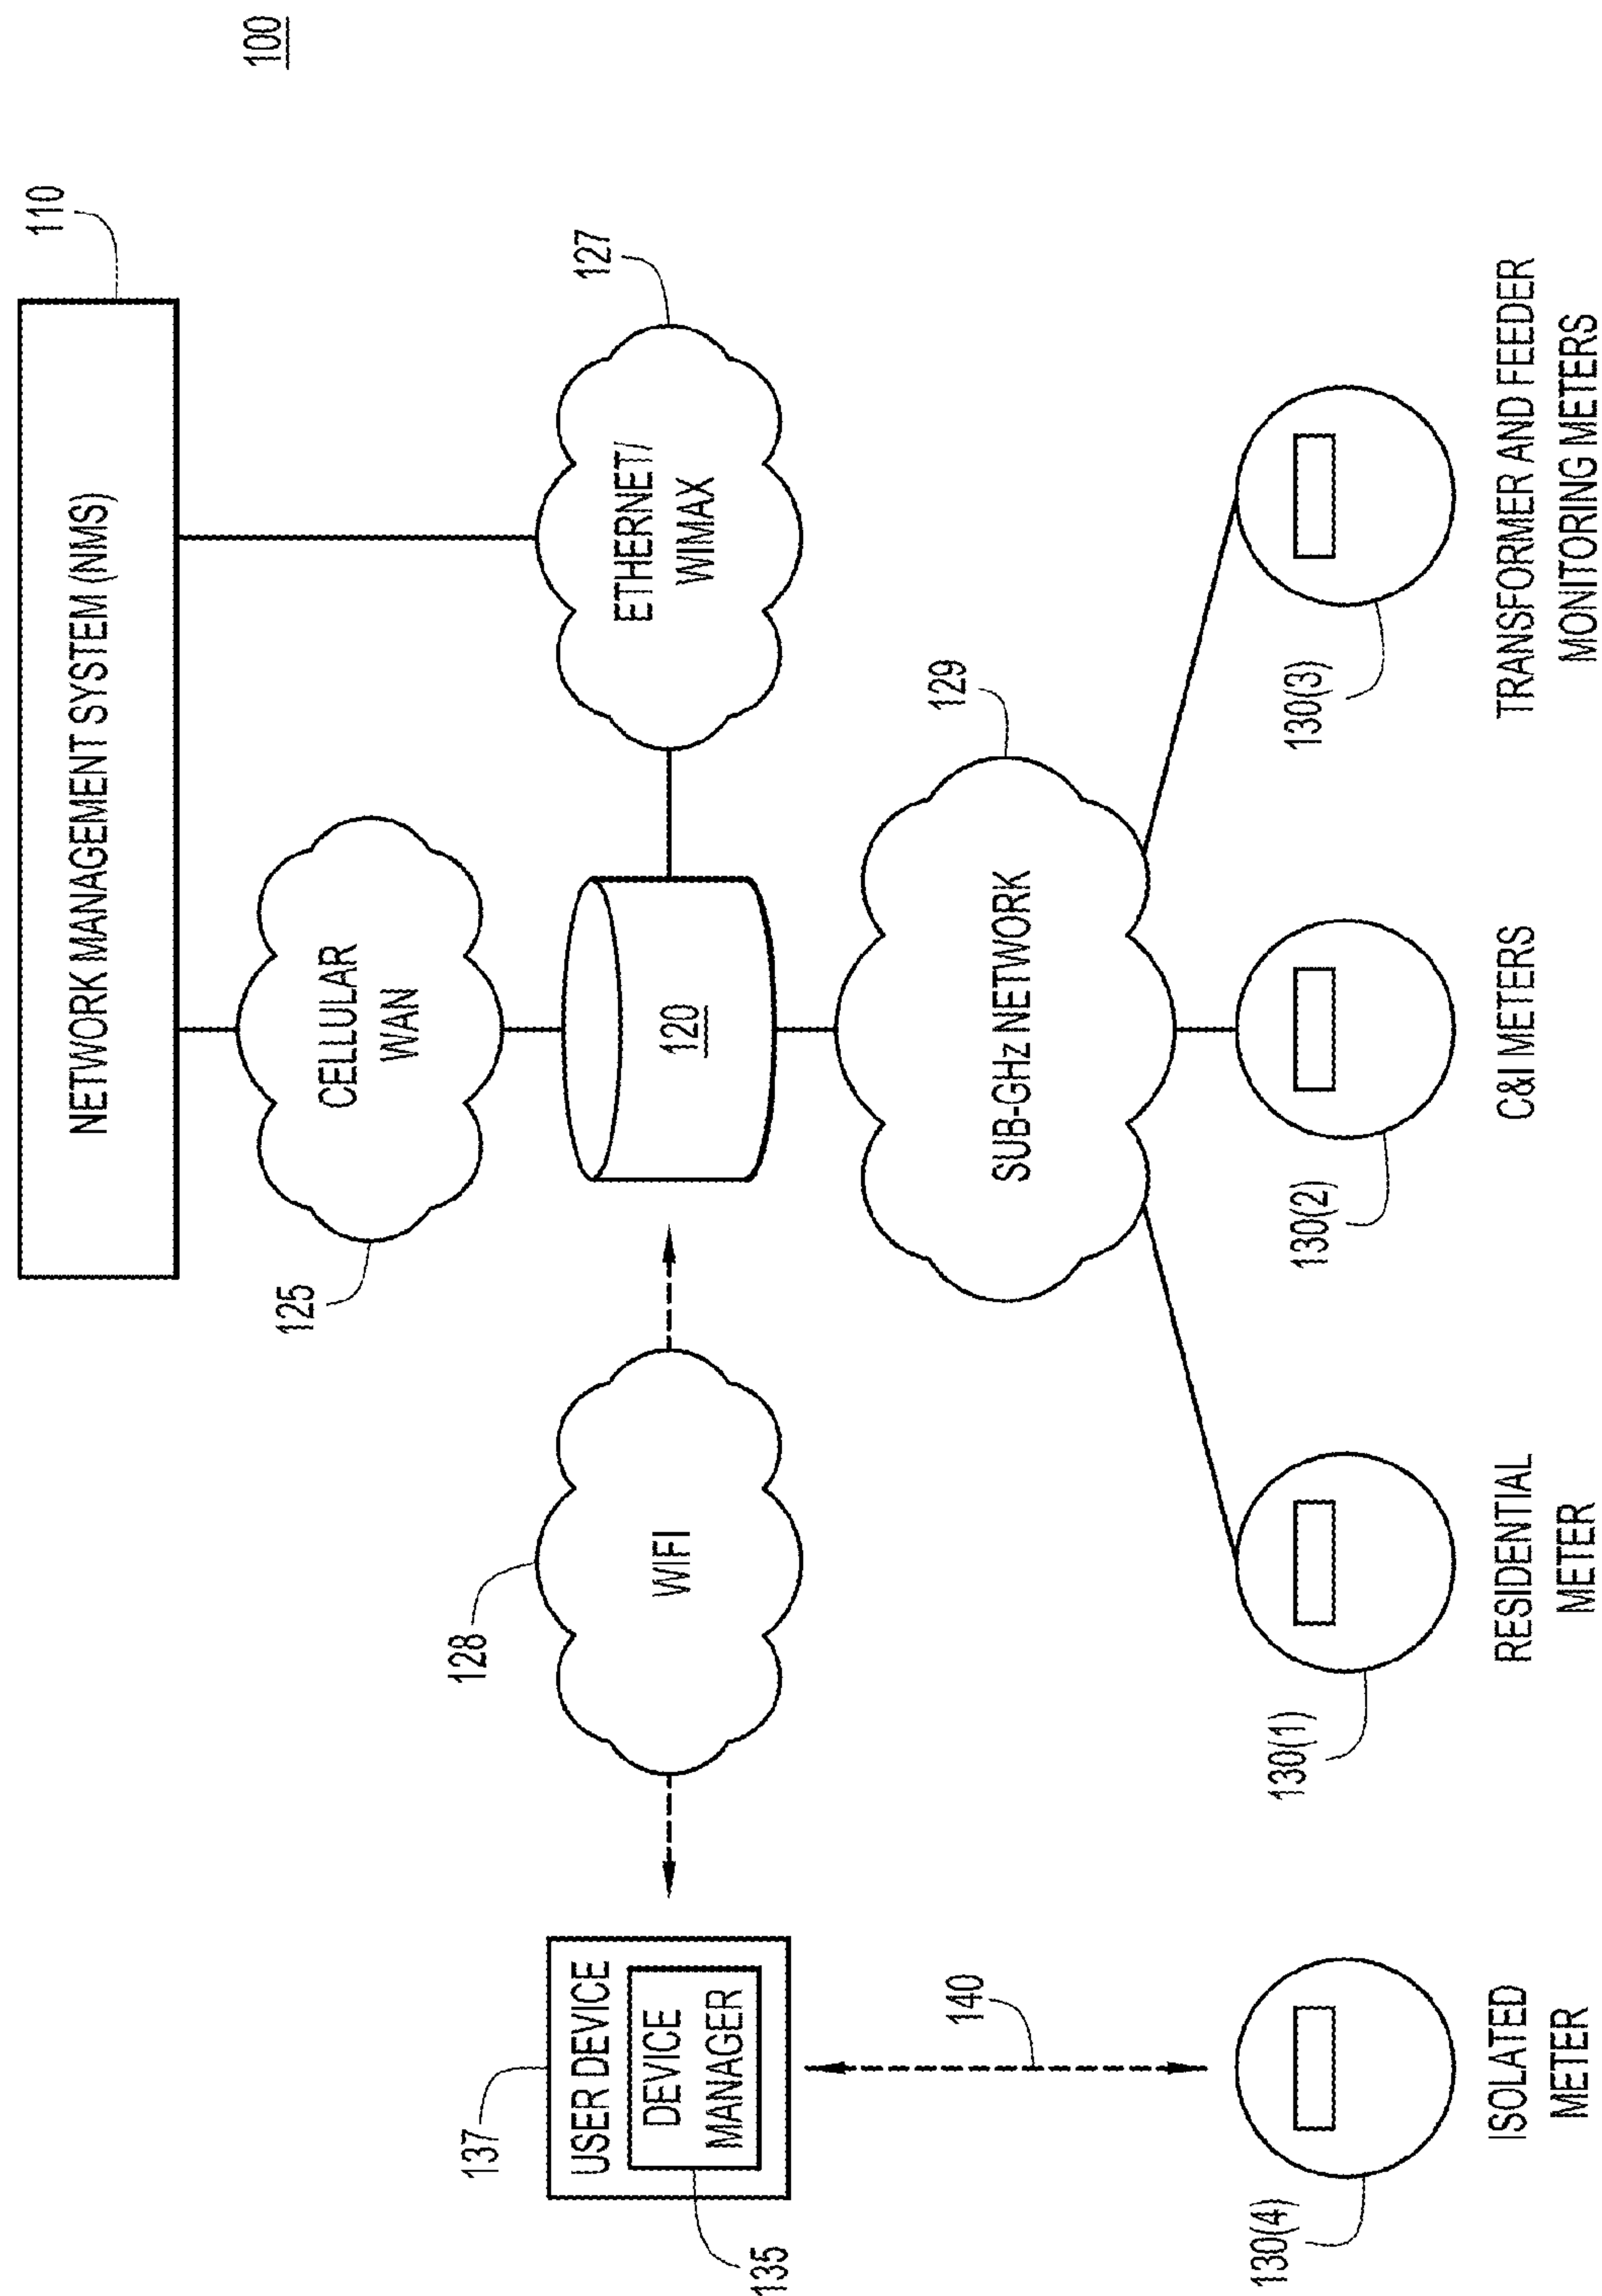 100
110
NETWORK MANAGEMENT SYSTEM (NMS)
125
CELLULAR
WAN
127
ETHERNET/
WIMAX
120
128
WIFI
137
USER DEVICE
DEVICE
MANAGER
135
129
SUB-GHz NETWORK
140
130(4)
ISOLATED
METER
130(1)
RESIDENTIAL
METER
130(2)
C&I METERS
130(3)
TRANSFORMER AND FEEDER
MONITORING METERS